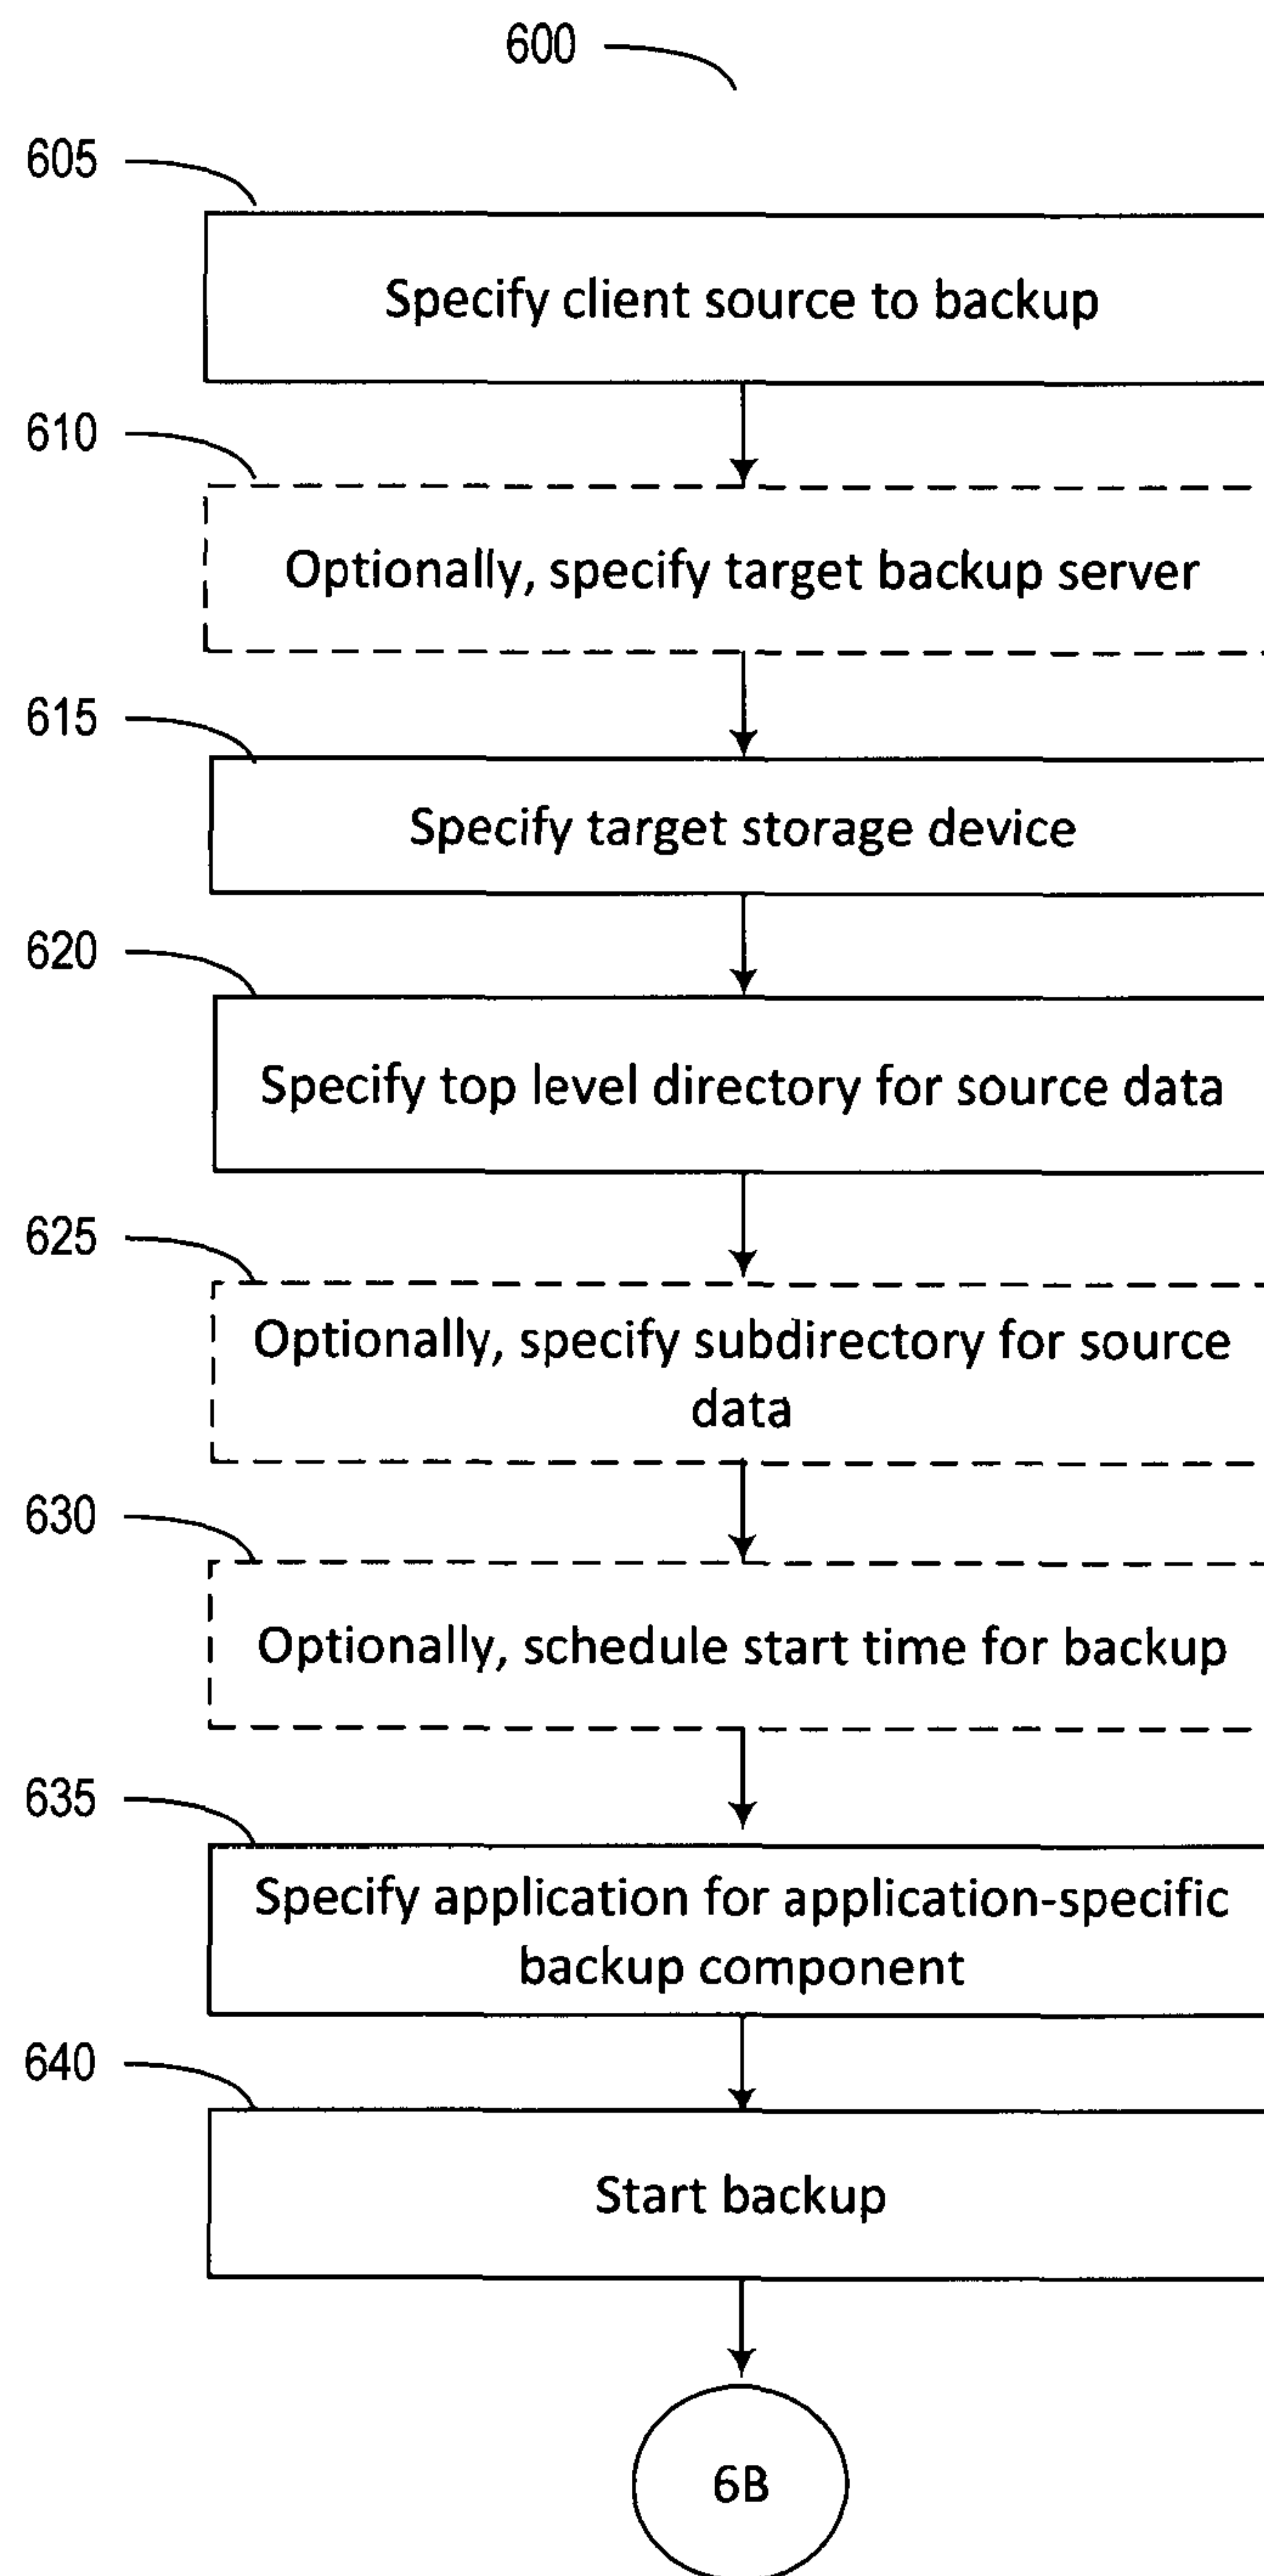 600
605
Specify client source to backup
610
Optionally, specify target backup server
615
Specify target storage device
620
Specify top level directory for source data
625
Optionally, specify subdirectory for source
data
630
Optionally, schedule start time for backup
635
Specify application for application-specific
backup component
640
Start backup
6B